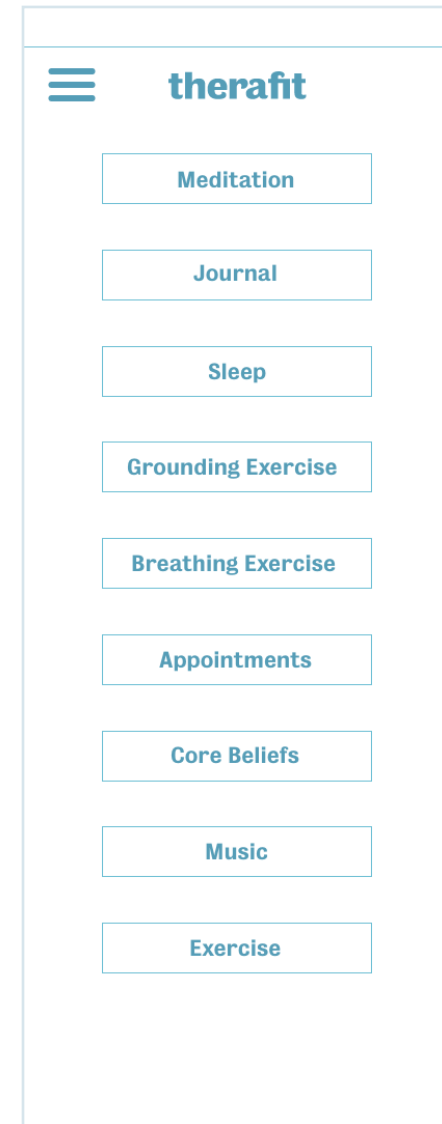 therafit
Meditation
Journal
Sleep
Grounding Exercise
Breathing Exercise
Appointments
Core Beliefs
Music
Exercise